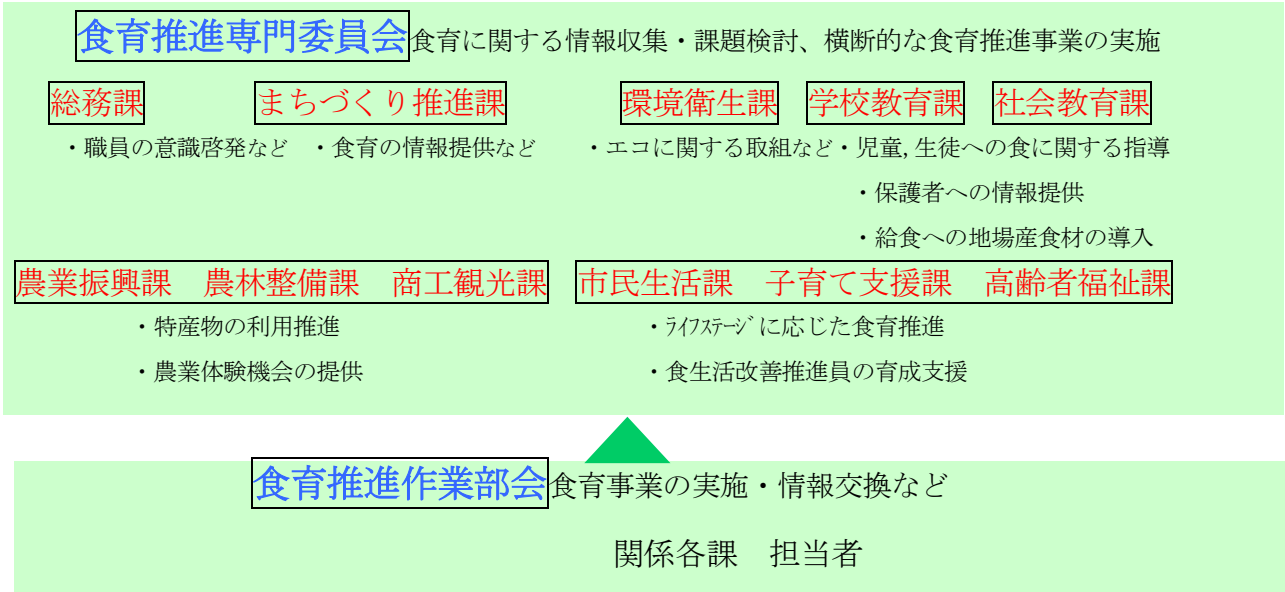 食育推進専門委員会食育に関する情報収集・課題検討、横断的な食育推進事業の実施
総務課 まちづくり推進課 環境衛生課 学校教育課 社会教育課
・職員の意識啓発など ・食育の情報提供など ・エコに関する取組など・児童,生徒への食に関する指導
・保護者への情報提供
・給食への地場産食材の導入
農業振興課 農林整備課 商工観光課 市民生活課 子育て支援課 高齢者福祉課
・特産物の利用推進 ・ﾗｲﾌｽﾃｰｼﾞに応じた食育推進
・農業体験機会の提供 ・食生活改善推進員の育成支援
食育推進作業部会食育事業の実施・情報交換など
関係各課 担当者